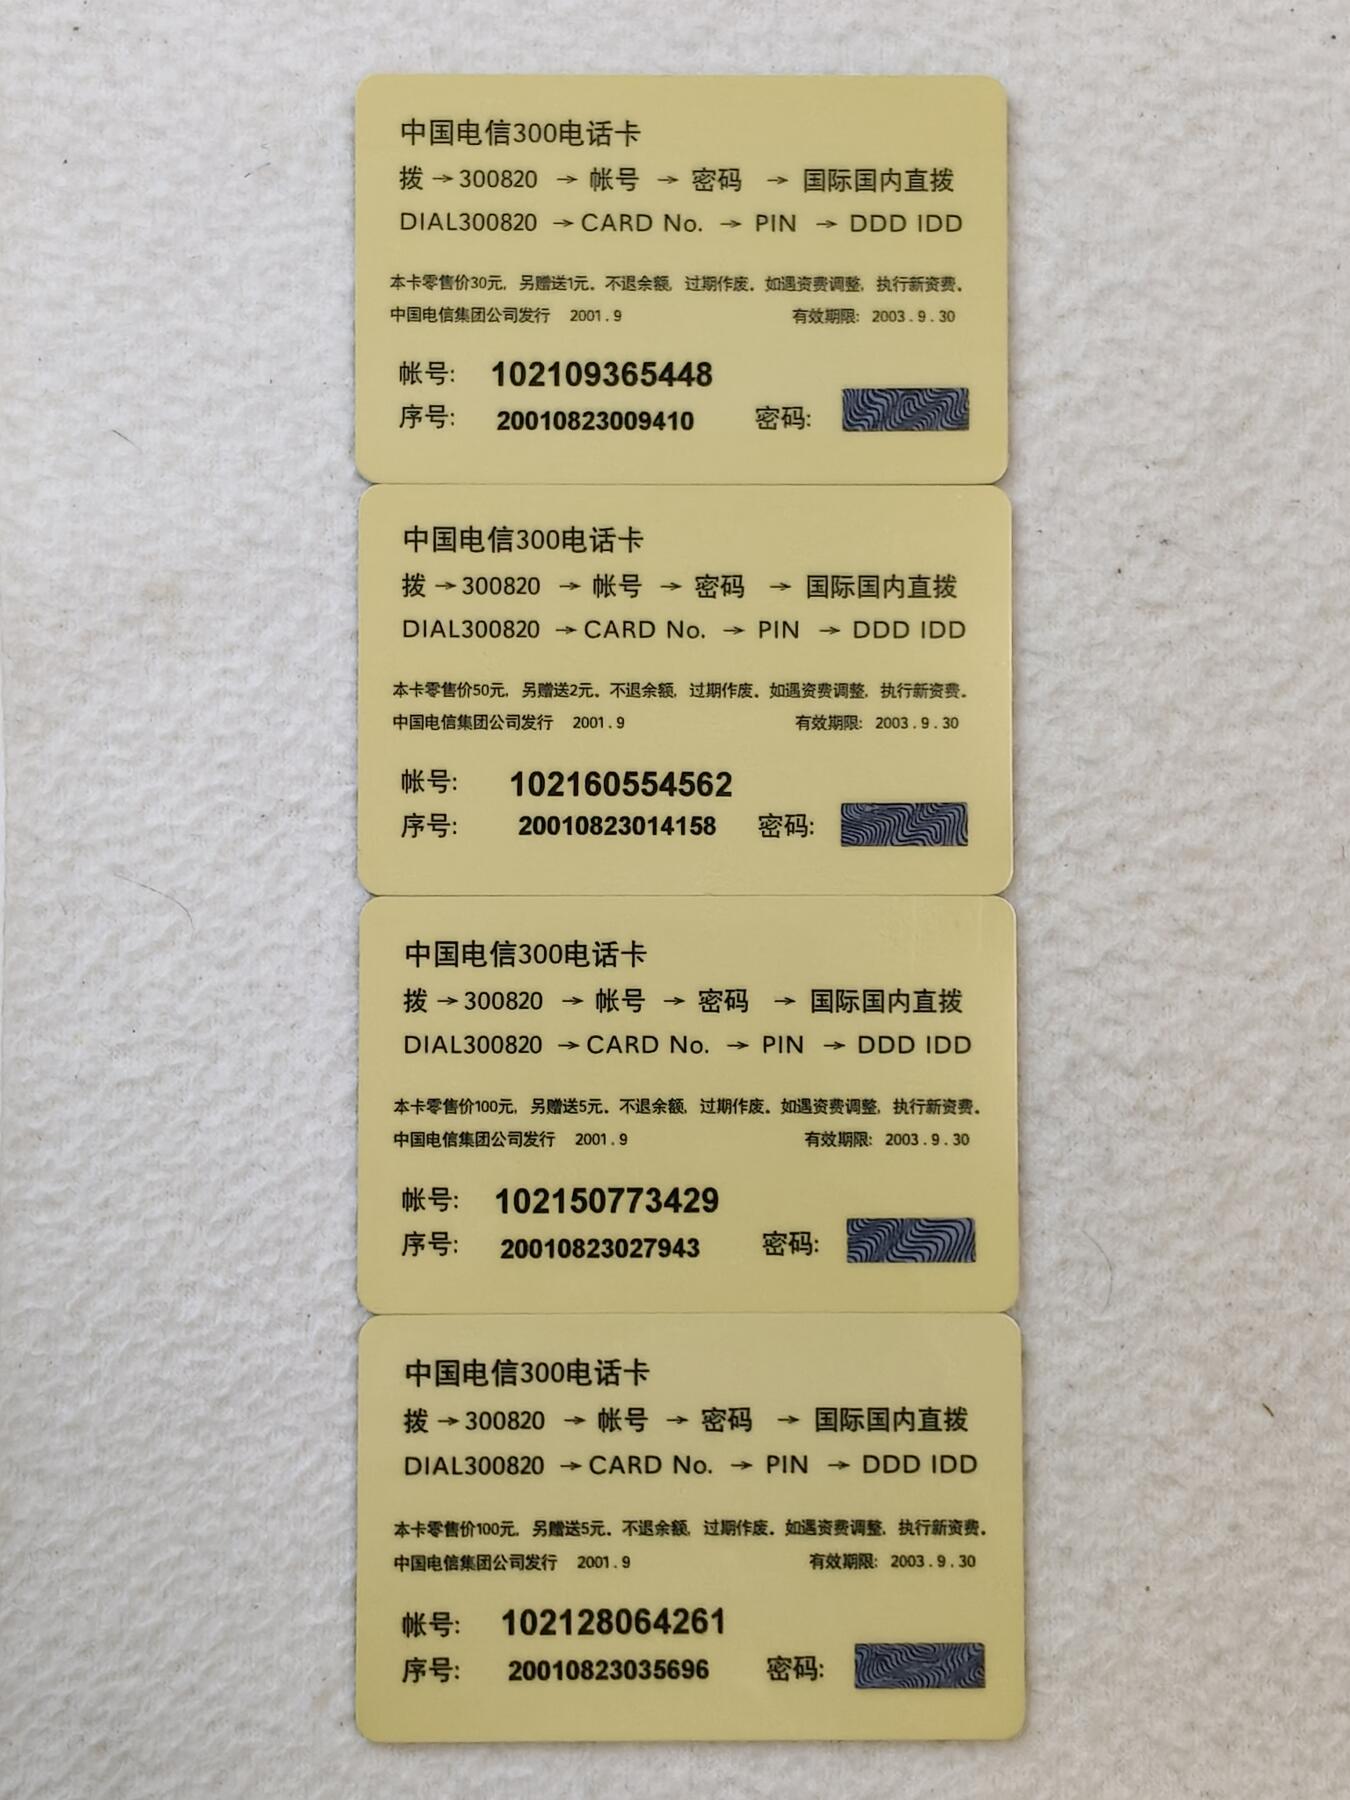 中国电信300电话卡
拨→300820 → 帐号 → 密码 → 国际国内直拨
DIAL300820 →CARD No. → PIN → DDD IDD
本卡零售价30元，另赠送1元。不退余额，过期作废。如遇资费调整，执行新资费。
中国电信集团公司发行 2001.9 有效期限: 2003.9.30
帐号: 102109365448
序号: 20010823009410 密码:
中国电信300电话卡
拨→300820 → 帐号 → 密码 → 国际国内直拨
DIAL300820 →CARD No. → PIN → DDD IDD
本卡零售价50元，另赠送2元。不退余额，过期作废。如遇资费调整，执行新资费。
中国电信集团公司发行 2001.9 有效期限: 2003.9.30
帐号: 102160554562
序号: 20010823014158 密码:
中国电信300电话卡
拨→300820 → 帐号 → 密码 → 国际国内直拨
DIAL300820 →CARD No. → PIN → DDD IDD
本卡零售价100元，另赠送5元。不退余额，过期作废。如遇资费调整，执行新资费。
中国电信集团公司发行 2001.9 有效期限: 2003.9.30
帐号: 102150773429
序号: 20010823027943 密码:
中国电信300电话卡
拨→300820 → 帐号 → 密码 → 国际国内直拨
DIAL300820 →CARD No. → PIN → DDD IDD
本卡零售价100元，另赠送5元。不退余额，过期作废。如遇资费调整，执行新资费。
中国电信集团公司发行 2001.9 有效期限: 2003.9.30
帐号: 102128064261
序号: 20010823035696 密码: